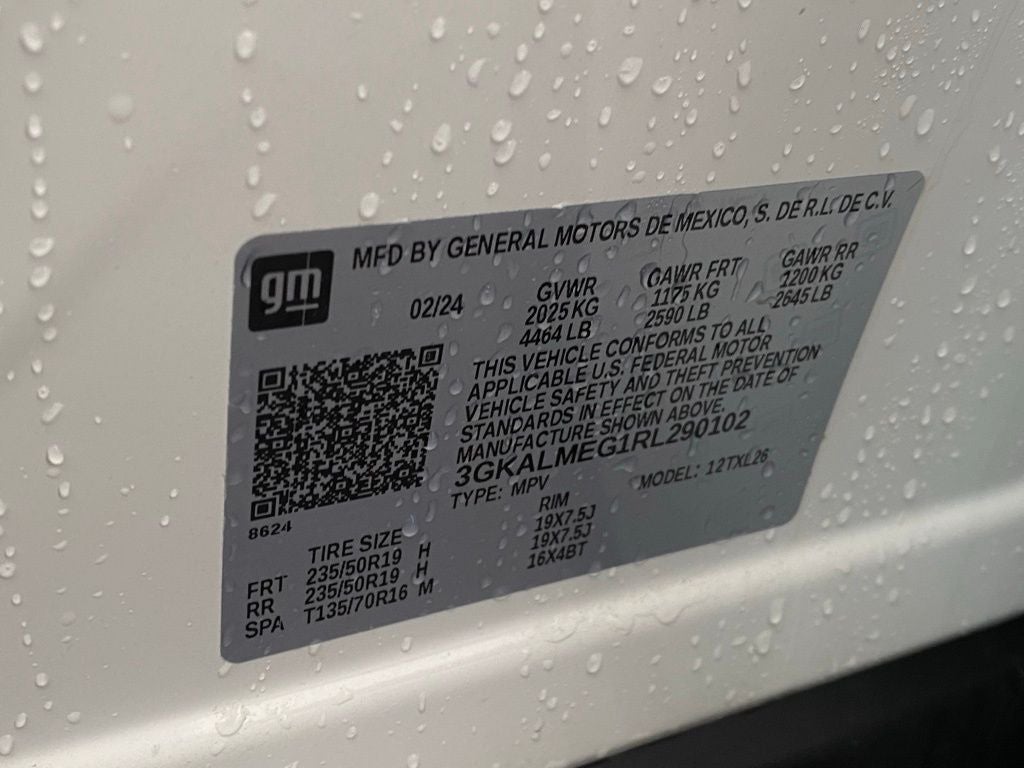 gm
MFD BY GENERAL MOTORS DE MEXICO, S. DE R.L. DE C.V.
02/24
GVWR GAWR FRT GAWR RR
2025 KG 1175 KG 1200 KG
4464 LB 2590 LB 2645 LB
THIS VEHICLE CONFORMS TO ALL
APPLICABLE U.S. FEDERAL MOTOR
VEHICLE SAFETY AND THEFT PREVENTION
STANDARDS IN EFFECT ON THE DATE OF
MANUFACTURE SHOWN ABOVE.
3GKALMEG1RL290102
TYPE: MPV MODEL: 12TXL26
8624
TIRE SIZE RIM
FRT 235/50R19 H 19X7.5J
RR 235/50R19 H 19X7.5J
SPA T135/70R16 M 16X4BT